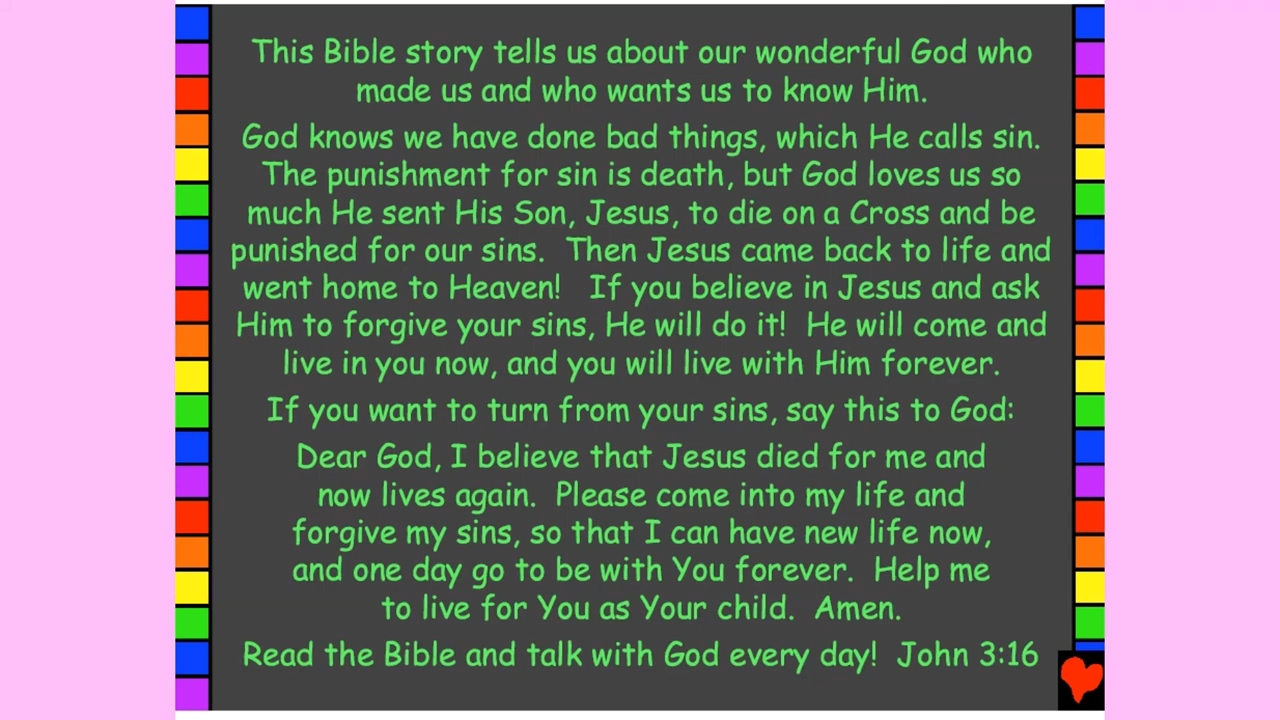 This Bible story tells us about our wonderful God who
made us and who wants us to know Him.
God knows we have done bad things, which He calls sin.
The punishment for sin is death, but God loves us so
much He sent His Son, Jesus, to die on a Cross and be
punished for our sins. Then Jesus came back to life and
went home to Heaven! If you believe in Jesus and ask
Him to forgive your sins, He will do it! He will come and
live in you now, and you will live with Him forever.
If you want to turn from your sins, say this to God:
Dear God, I believe that Jesus died for me and
now lives again. Please come into my life and
forgive my sins, so that I can have new life now,
and one day go to be with You forever. Help me
to live for You as Your child. Amen.
Read the Bible and talk with God every day! John 3:16